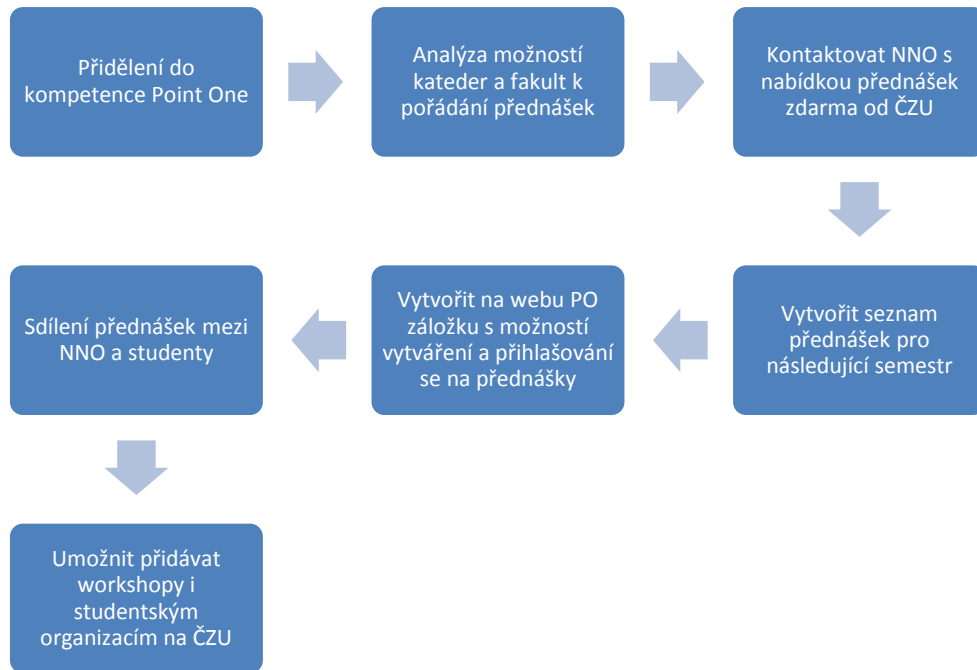 Přidělení do
kompetence Point One
Analýza možností
kateder a fakult k
pořádání přednášek
Kontaktovat NNO s
nabídkou přednášek
zdarma od ČZU
Vytvořit seznam
přednášek pro
následující semestr
Vytvořit na webu PO
záložku s možností
vytváření a přihlašování
se na přednášky
Sdílení přednášek mezi
NNO a studenty
Umožnit přidávat
workshopy i
studentským
organizacím na ČZU